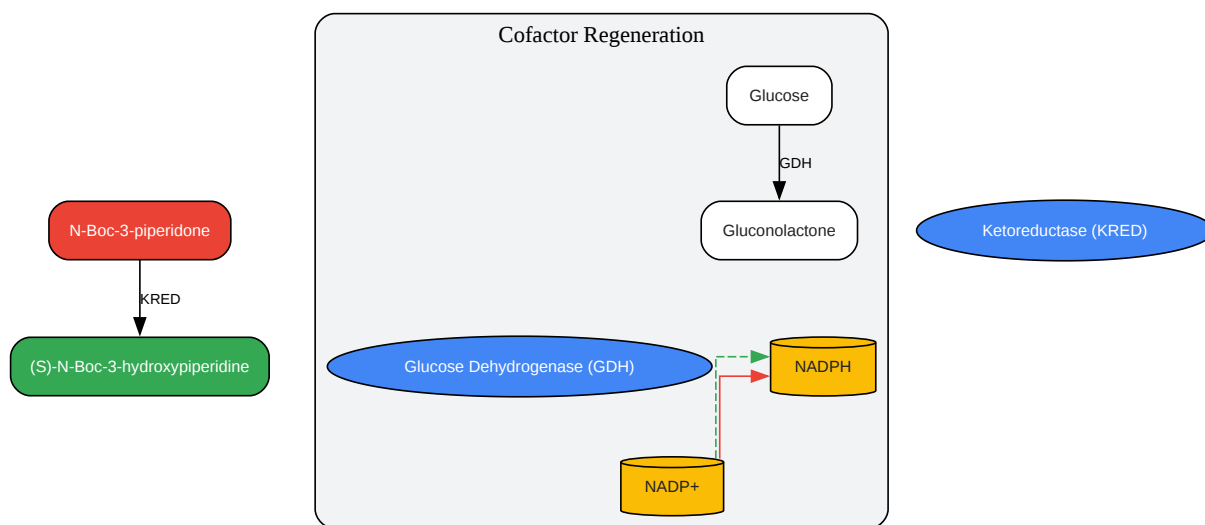 Cofactor Regeneration
Glucose
GDH
N-Boc-3-piperidone
Gluconolactone
Ketoreductase (KRED)
KRED
(S)-N-Boc-3-hydroxypiperidine
Glucose Dehydrogenase (GDH)
NADPH
NADP+